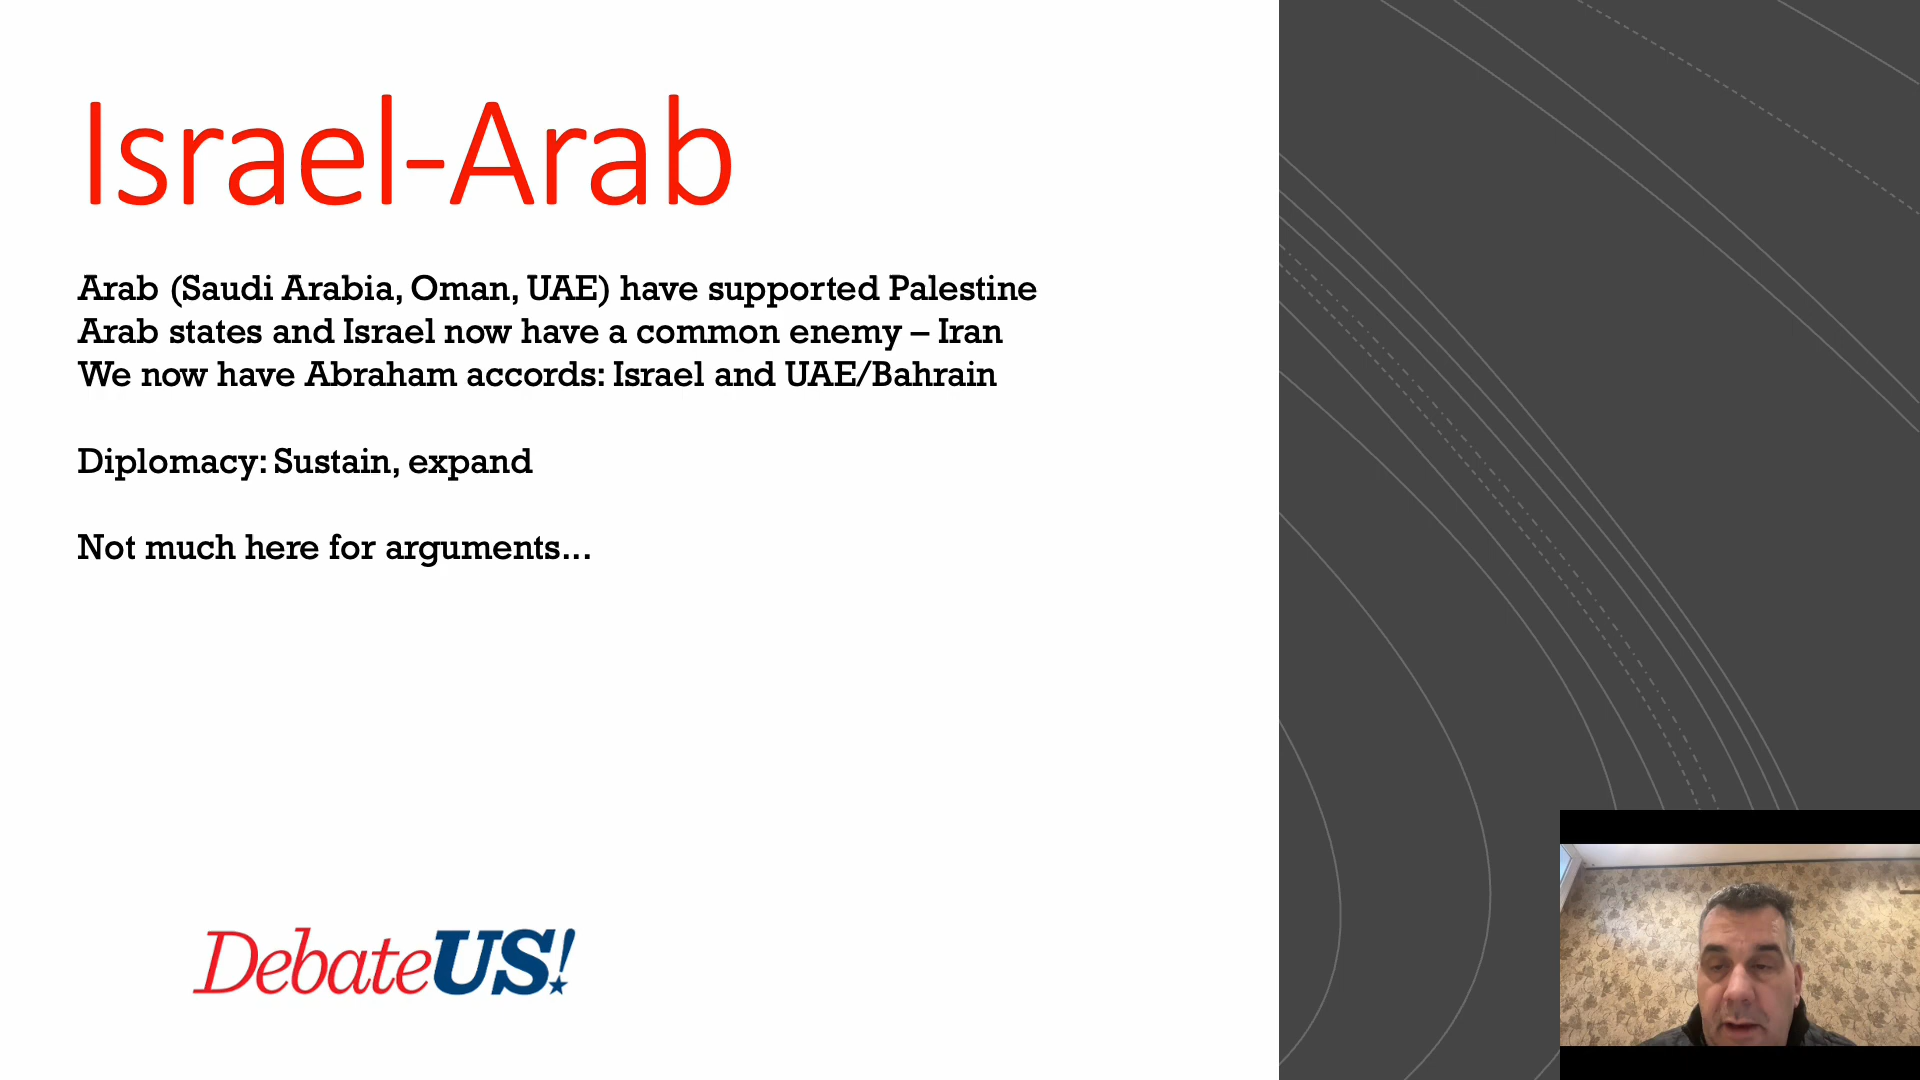 Israel-Arab
Arab (Saudi Arabia, Oman, UAE) have supported Palestine
Arab states and Israel now have a common enemy – Iran
We now have Abraham accords: Israel and UAE/Bahrain
Diplomacy: Sustain, expand
Not much here for arguments…
DebateUS!